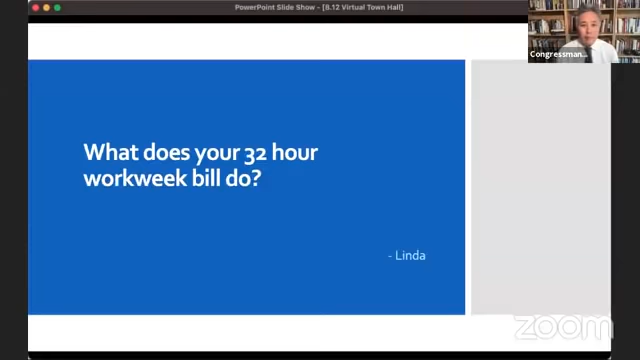 PowerPoint Slide Show - [8.12 Virtual Town Hall]
Congressman...
What does your 32 hour
workweek bill do?
- Linda
zoom